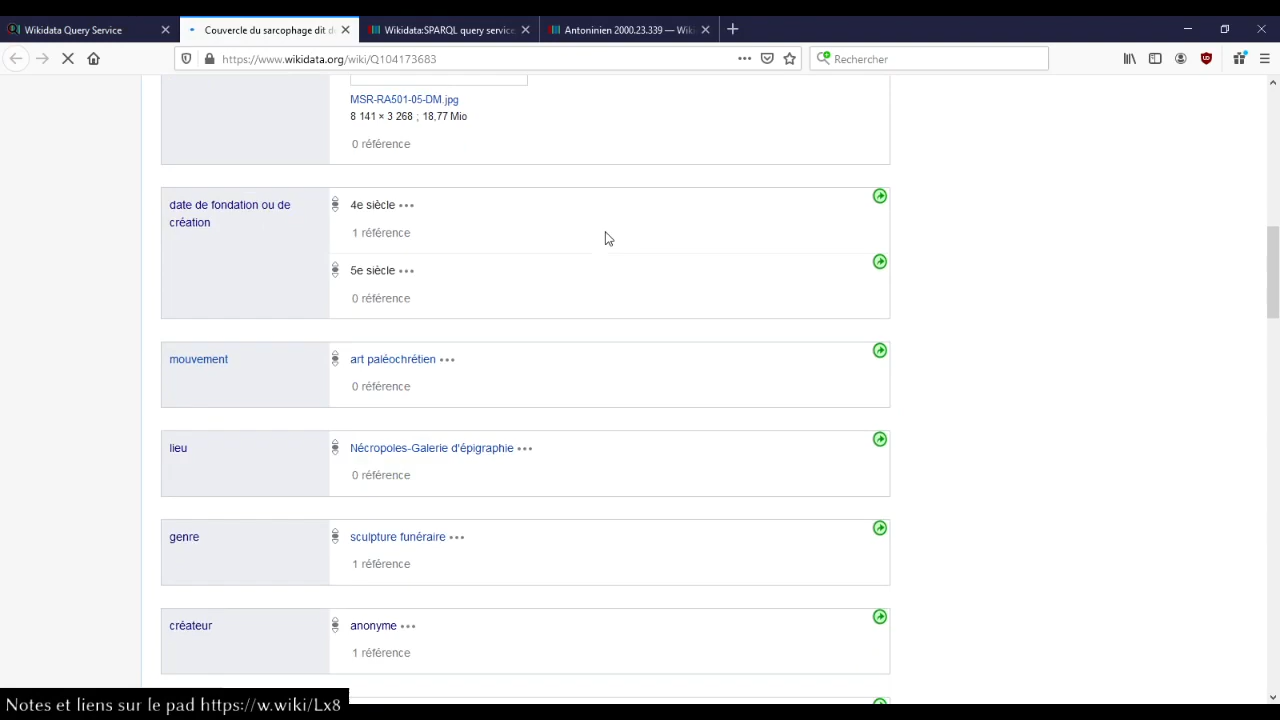 Wikidata Query Service
Couvercle du sarcophage dit d
Wikidata:SPARQL query service
Antoninien 2000.23.339 — Wiki
https://www.wikidata.org/wiki/Q104173683
Rechercher
MSR-RA501-05-DM.jpg
8 141 × 3 268 ; 18,77 Mio
0 référence
date de fondation ou de
création
4e siècle
1 référence
5e siècle
0 référence
mouvement
art paléochrétien
0 référence
lieu
Nécropoles-Galerie d'épigraphie
0 référence
genre
sculpture funéraire
1 référence
créateur
anonyme
1 référence
Notes et liens sur le pad https://w.wiki/Lx8